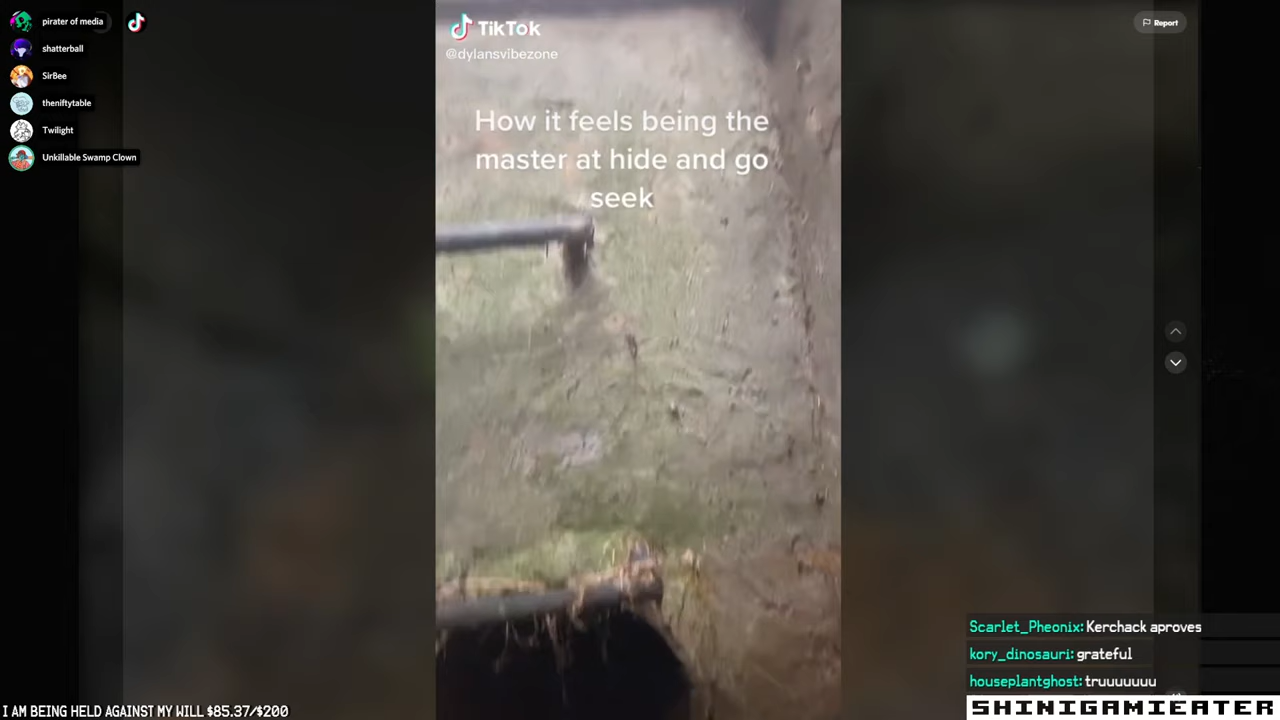 pirater of media
shatterball
SirBee
theniftytable
Twilight
Unkillable Swamp Clown
TikTok
@dylansvibezone
How it feels being the
master at hide and go
seek
Report
Scarlet_Pheonix: Kerchack aproves
kory_dinosauri: grateful
houseplantghost: truuuuuuu
I AM BEING HELD AGAINST MY WILL $85.37/$200
SHINIGAMIEATER